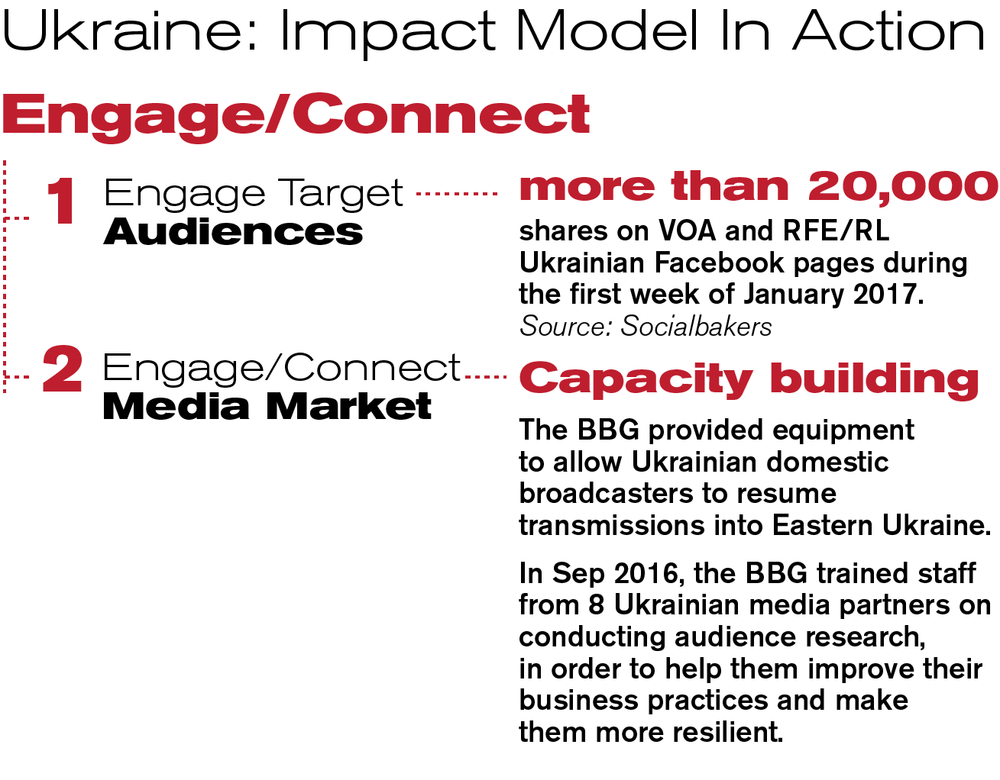 Ukraine: Impact Model In Action
Engage/Connect
1
Engage Target
Audiences
more than 20,000
shares on VOA and RFE/RL
Ukrainian Facebook pages during
the first week of January 2017.
Source: Socialbakers
2
Engage/Connect
Media Market
Capacity building
The BBG provided equipment
to allow Ukrainian domestic
broadcasters to resume
transmissions into Eastern Ukraine.
In Sep 2016, the BBG trained staff
from 8 Ukrainian media partners on
conducting audience research,
in order to help them improve their
business practices and make
them more resilient.